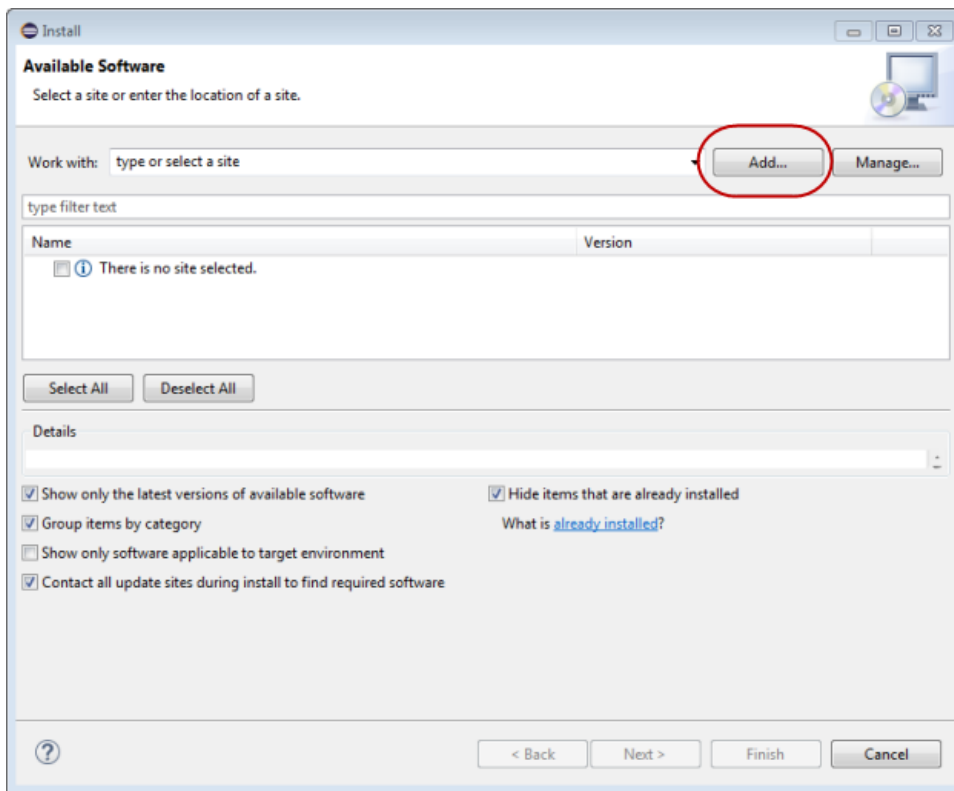 Install
Available Software
Select a site or enter the location of a site.
Work with: type or select a site Add... Manage...
type filter text
Name Version
There is no site selected.
Select All Deselect All
Details
Show only the latest versions of available software Hide items that are already installed
Group items by category What is already installed?
Show only software applicable to target environment
Contact all update sites during install to find required software
< Back Next > Finish Cancel